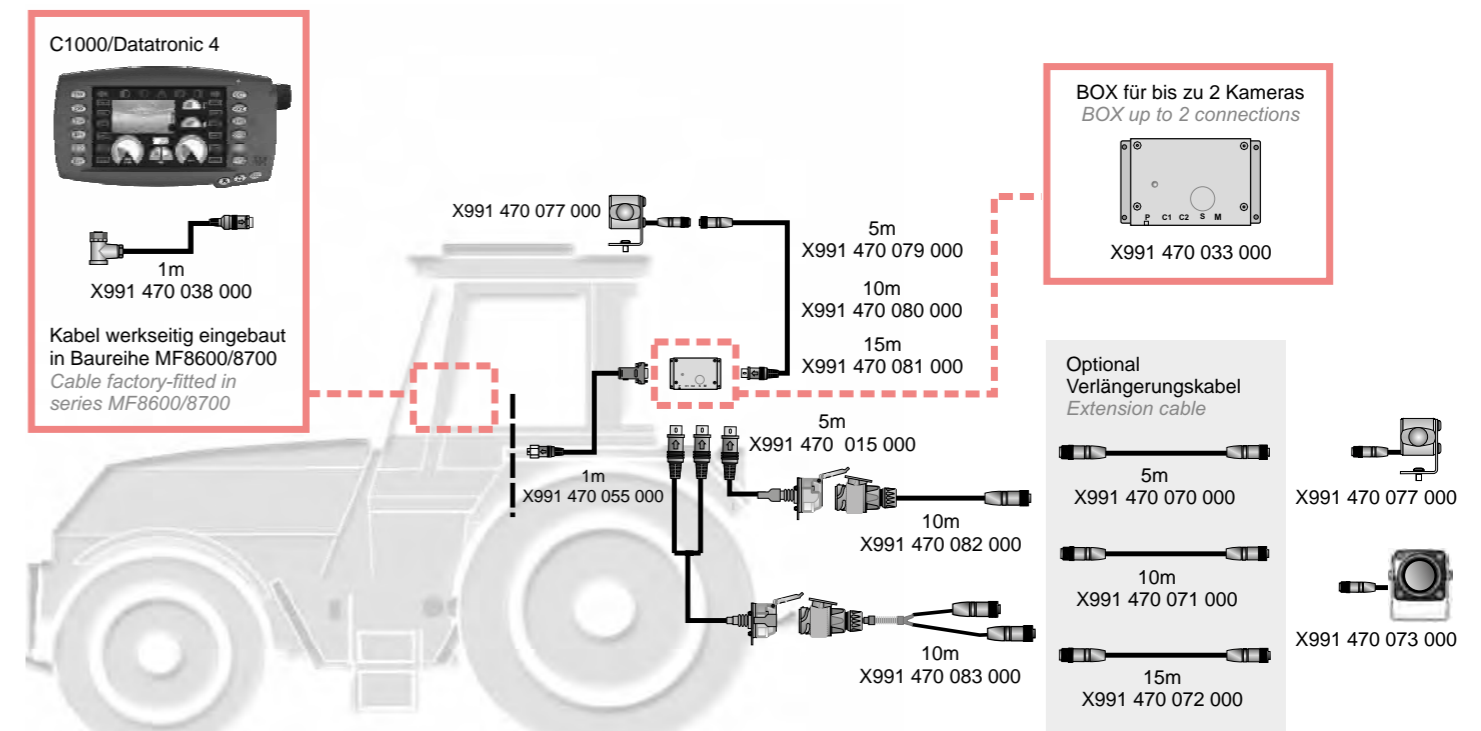 C1000/Datatronic 4
1m
X991 470 038 000
Kabel werkseitig eingebaut
in Baureihe MF8600/8700
Cable factory-fitted in
series MF8600/8700
X991 470 077 000
5m
X991 470 079 000
10m
X991 470 080 000
15m
X991 470 081 000
BOX für bis zu 2 Kameras
BOX up to 2 connections
P C1 C2 S M
X991 470 033 000
1m
X991 470 055 000
5m
X991 470 015 000
10m
X991 470 082 000
10m
X991 470 083 000
Optional
Verlängerungskabel
Extension cable
5m
X991 470 070 000
10m
X991 470 071 000
15m
X991 470 072 000
X991 470 077 000
X991 470 073 000